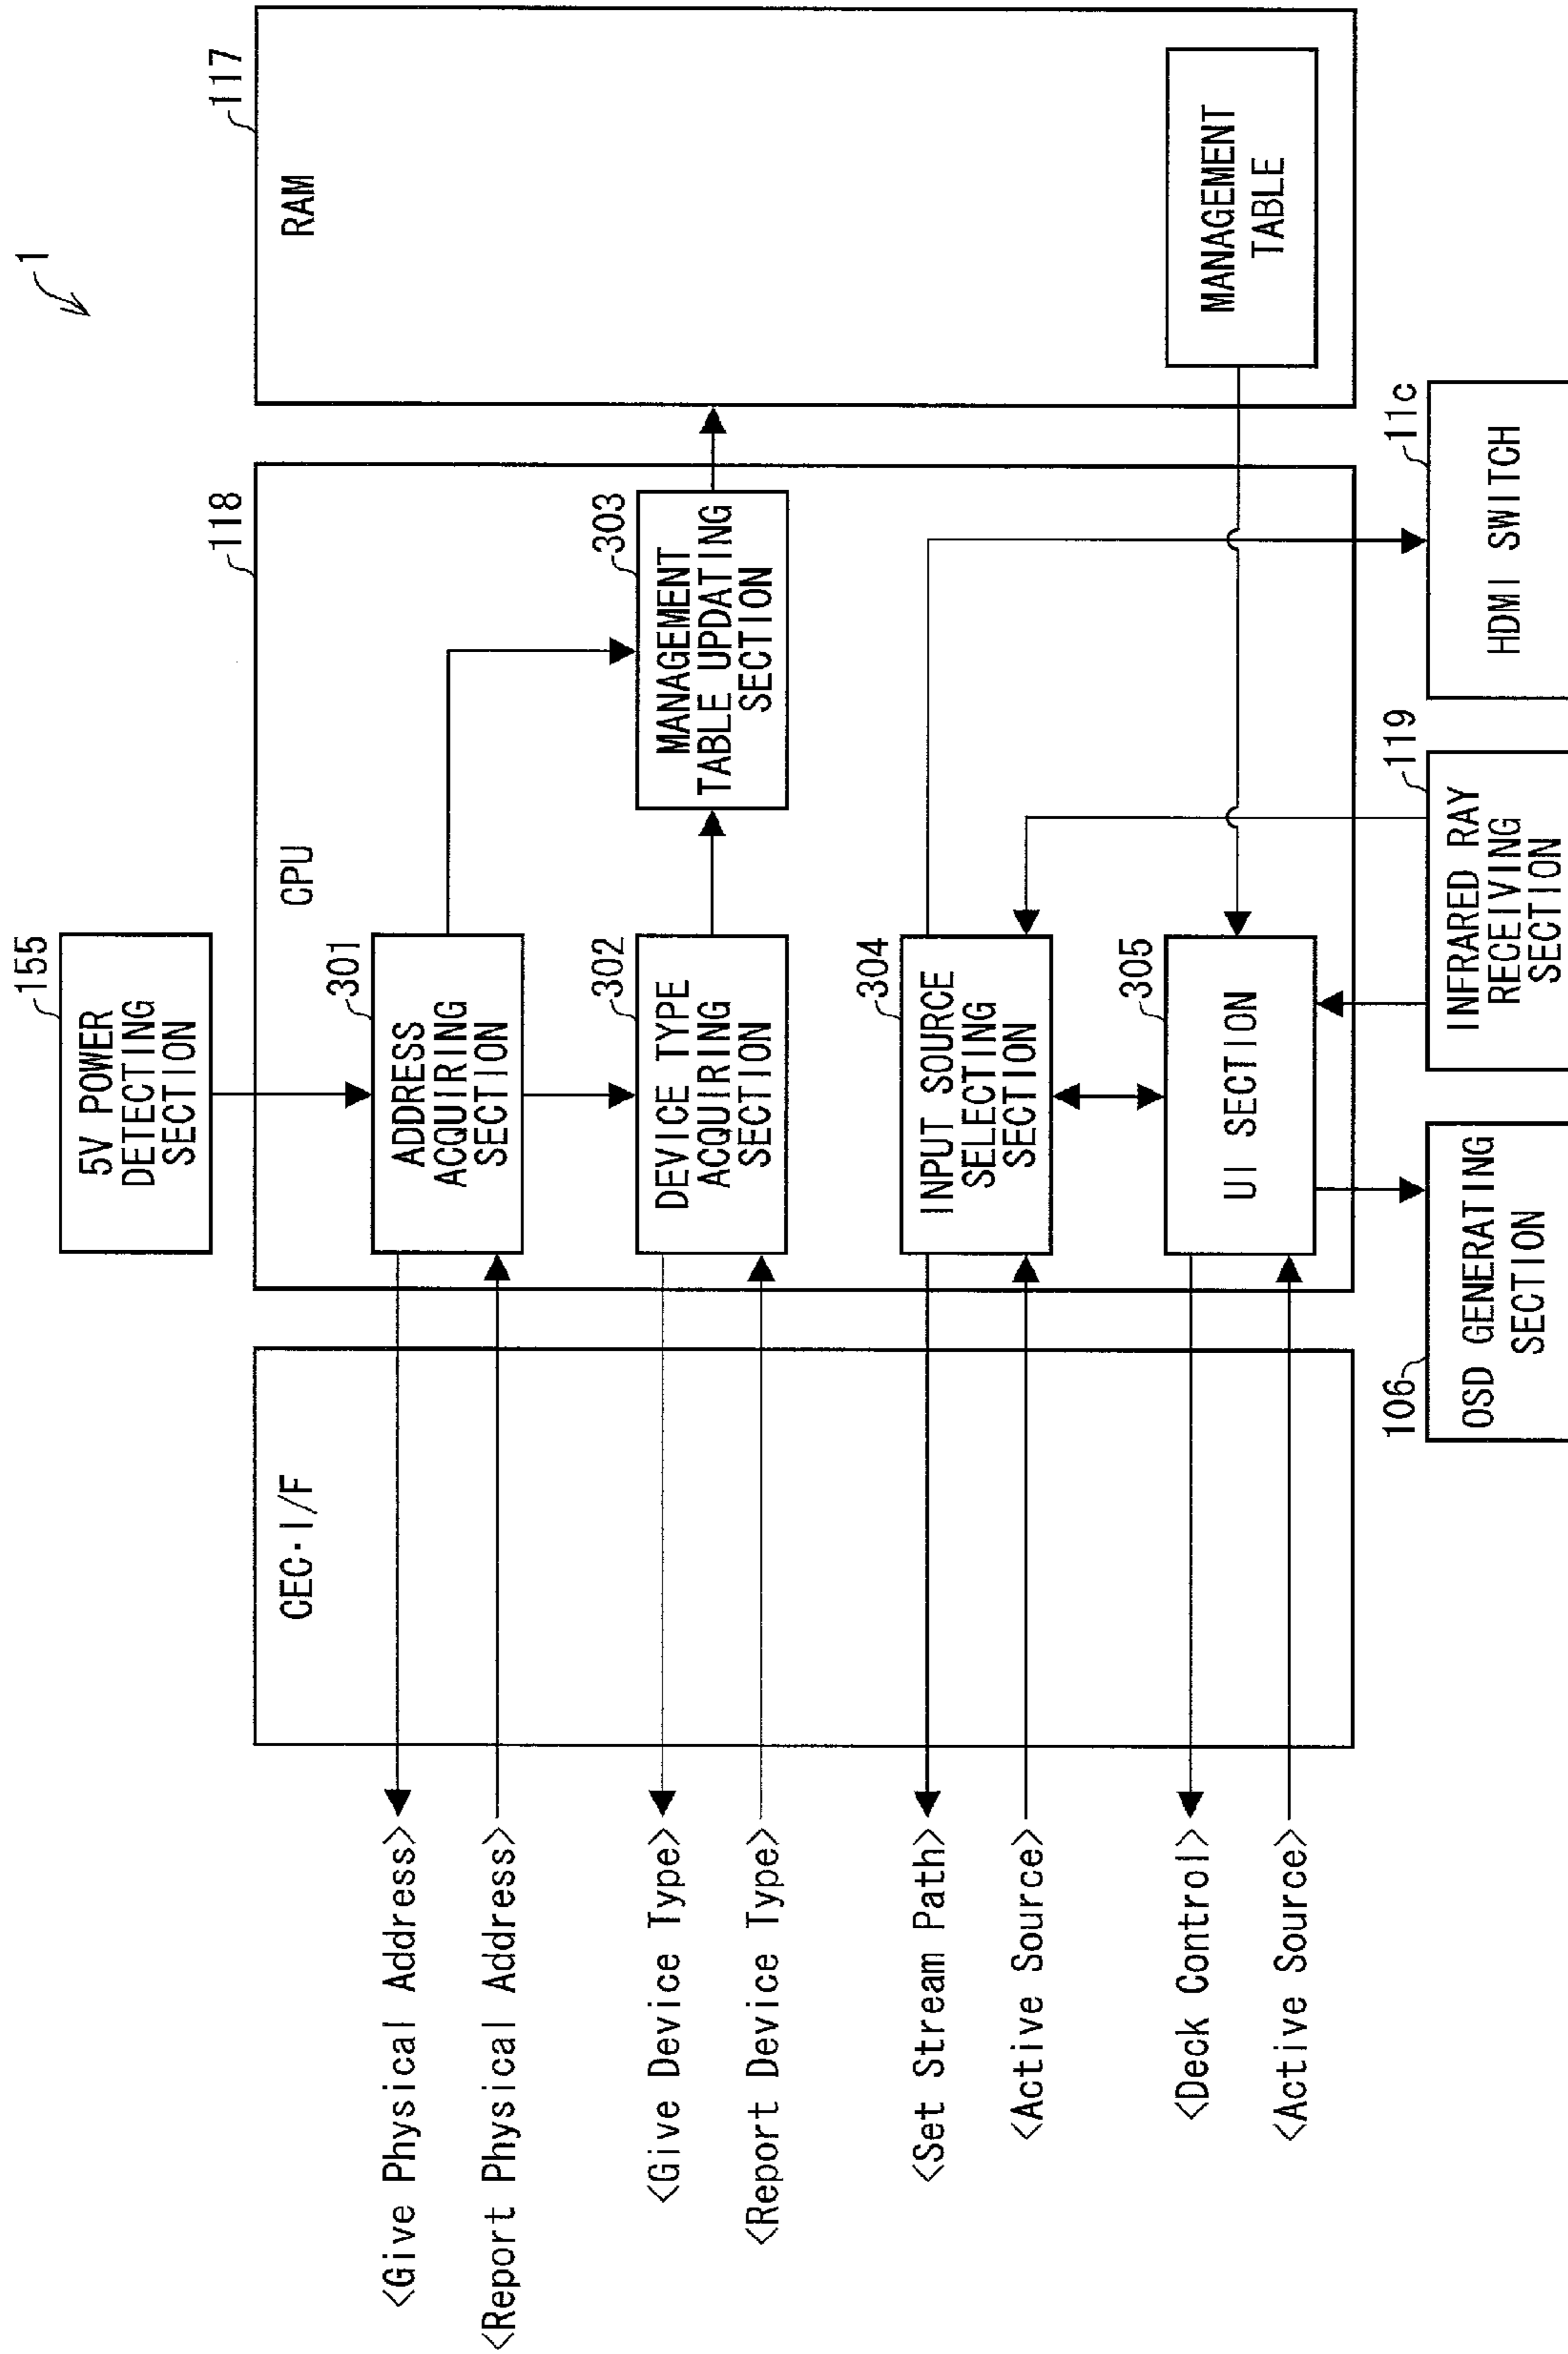 1
155
5V POWER
DETECTING
SECTION
CEC·I/F
118
CPU
117
RAM
<Give Physical Address>
<Report Physical Address>
301
ADDRESS
ACQUIRING
SECTION
<Give Device Type>
<Report Device Type>
302
DEVICE TYPE
ACQUIRING
SECTION
303
MANAGEMENT
TABLE UPDATING
SECTION
<Set Stream Path>
<Active Source>
304
INPUT SOURCE
SELECTING
SECTION
<Deck Control>
<Active Source>
305
UI SECTION
MANAGEMENT
TABLE
106
OSD GENERATING
SECTION
119
INFRARED RAY
RECEIVING
SECTION
11c
HDMI SWITCH